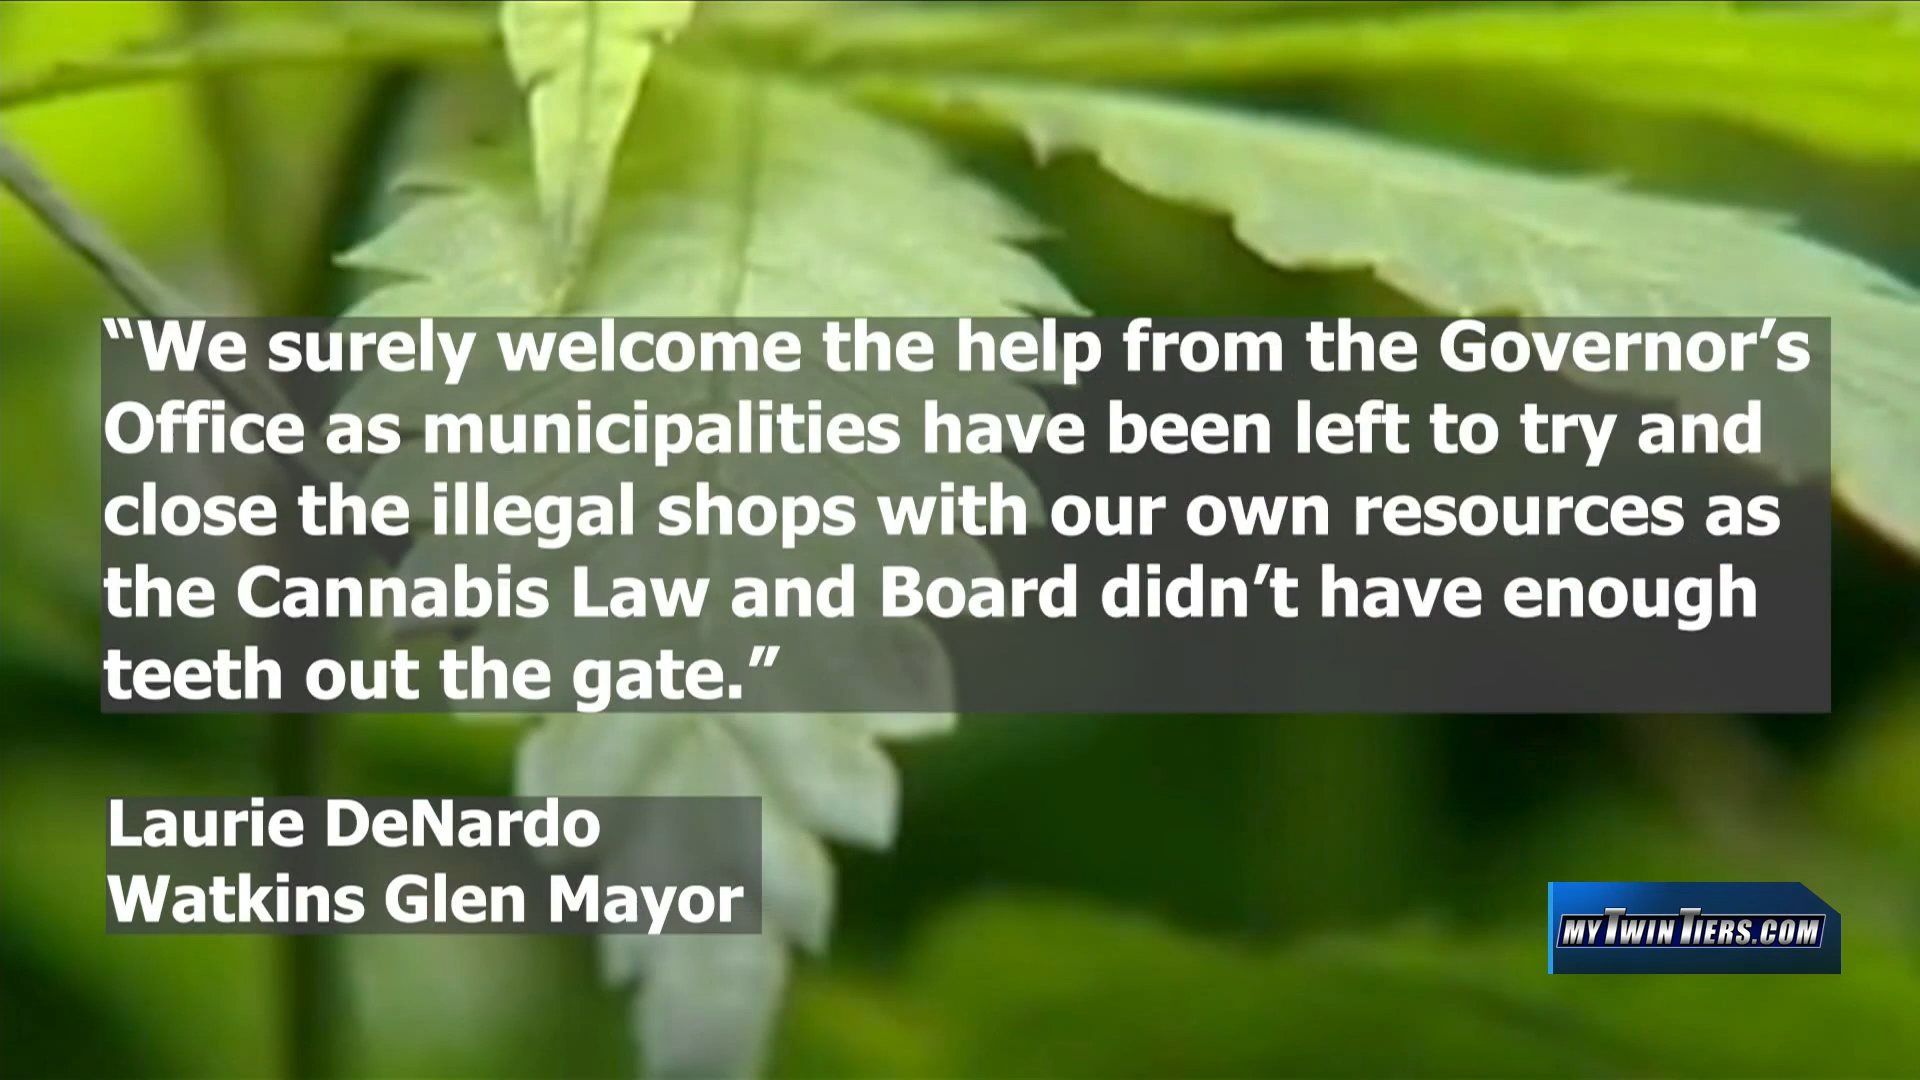 “We surely welcome the help from the Governor’s
Office as municipalities have been left to try and
close the illegal shops with our own resources as
the Cannabis Law and Board didn’t have enough
teeth out the gate.”
Laurie DeNardo
Watkins Glen Mayor
MYTWINTIERS.COM